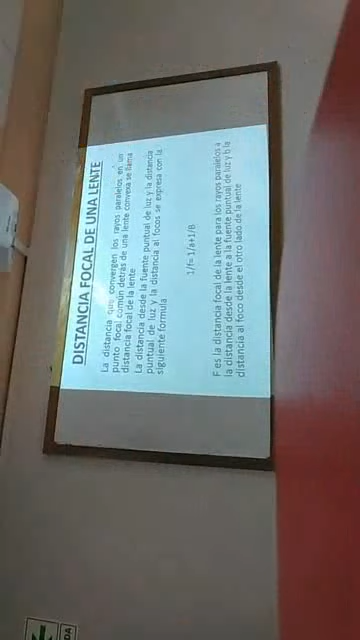 DISTANCIA FOCAL DE UNA LENTE
La distancia que convergen los rayos paralelos en un
punto focal común detrás de una lente convexa se llama
distancia focal de la lente
La distancia desde la fuente puntual de luz y la distancia
puntual de luz y la distancia al focos se expresa con la
siguiente formula
1/f= 1/a+1/B
F es la distancia focal de la lente para los rayos paralelos a
la distancia desde la lente a la fuente puntual de luz y b la
distancia al foco desde el otto lado de la lente
DA